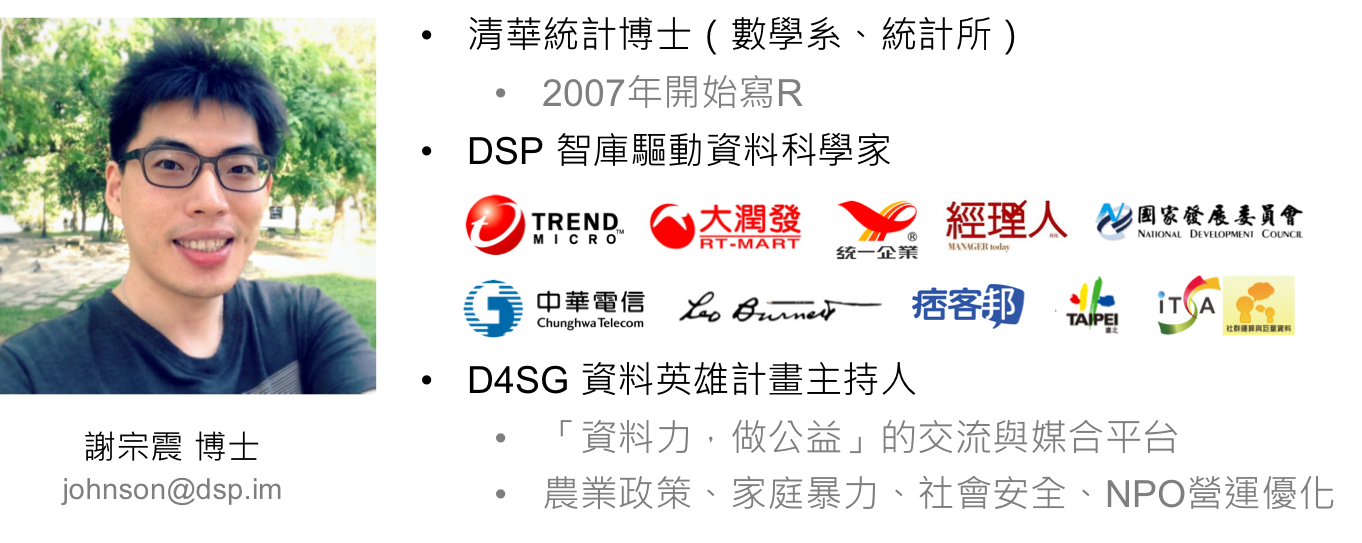 清華統計博士（數學系、統計所）
2007年開始寫R
DSP 智庫驅動資料科學家
TREND MICRO™
大潤發
RT-MART
統一企業®
經理人月刊
MANAGER today
國家發展委員會
NATIONAL DEVELOPMENT COUNCIL
中華電信
Chunghwa Telecom
Leo Burnett
痞客邦
TAIPEI
臺北
iTSA
社群運算與巨量資料
D4SG 資料英雄計畫主持人
「資料力，做公益」的交流與媒合平台
農業政策、家庭暴力、社會安全、NPO營運優化
謝宗震 博士
johnson@dsp.im